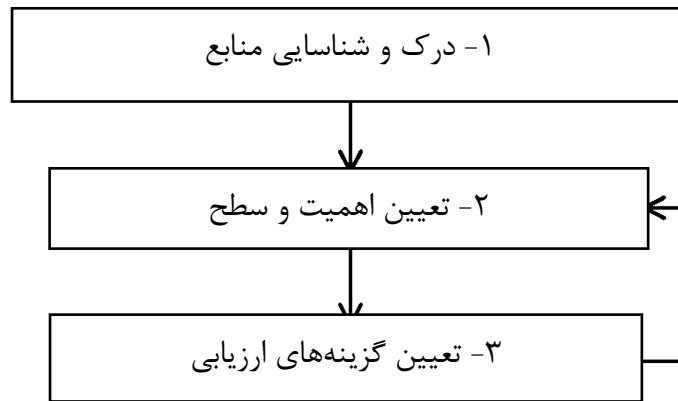 ۱- درک و شناسایی منابع
۲- تعیین اهمیت و سطح
۳- تعیین گزینه‌های ارزیابی